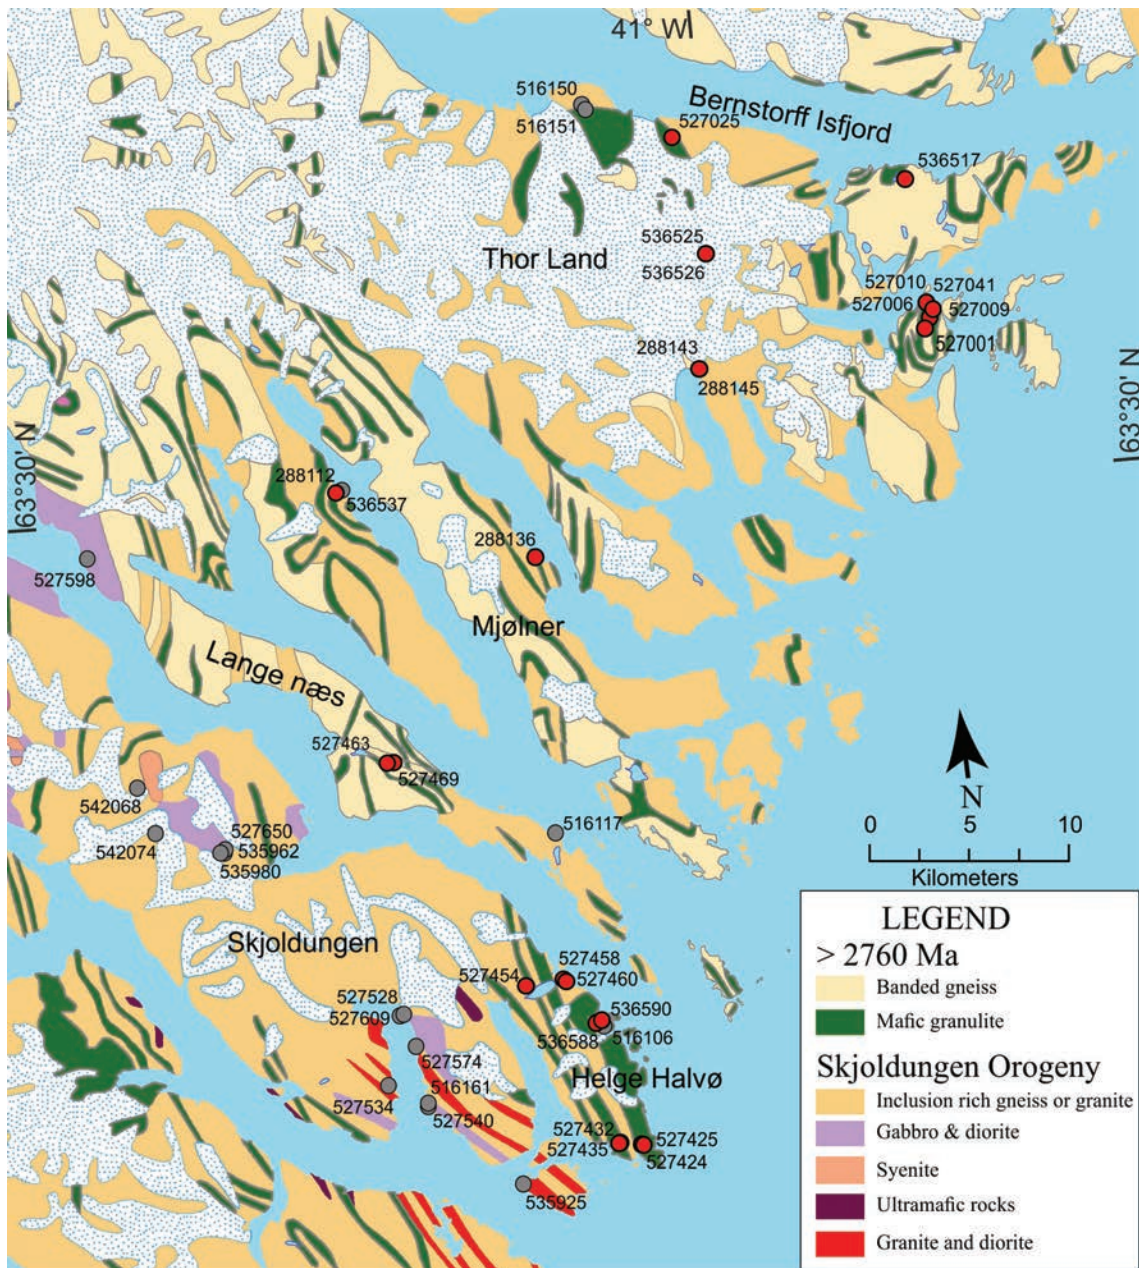 41° W
516150
516151
Bernstorff Isfjord
527025
536517
536525
536526
Thor Land
527010
527041
527006
527009
527001
288143
288145
63°30' N
63°30' N
288112
536537
288136
527598
Mjølner
Lange næs
527463
527469
542068
542074
527650
535962
535980
516117
N
0 5 10
Kilometers
Skjoldungen
527454
527458
527460
527528
527609
536590
536588
516106
527574
Helge Halvø
516161
527534
527540
527432
527435
527425
527424
535925
LEGEND
> 2760 Ma
Banded gneiss
Mafic granulite
Skjoldungen Orogeny
Inclusion rich gneiss or granite
Gabbro & diorite
Syenite
Ultramafic rocks
Granite and diorite